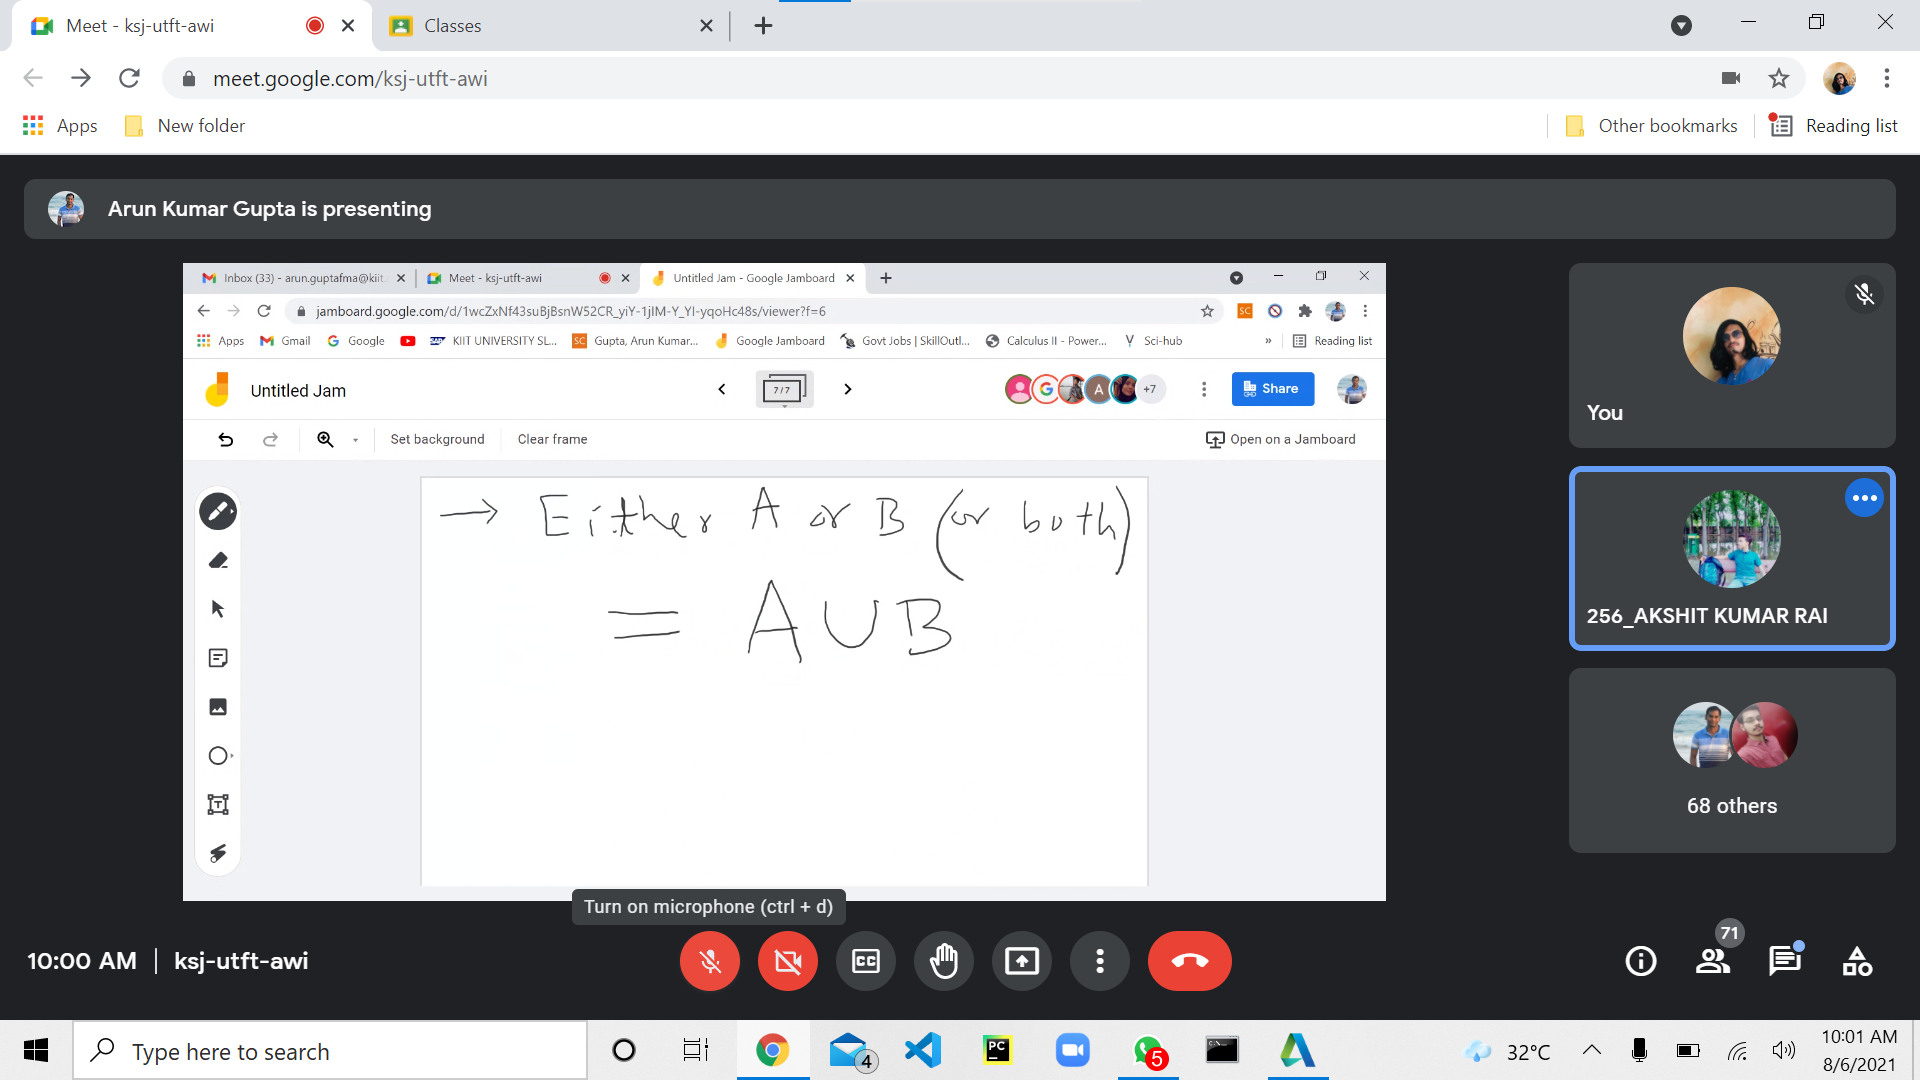 Meet - ksj-utft-awi
Classes
meet.google.com/ksj-utft-awi
Apps
New folder
Other bookmarks
Reading list
Arun Kumar Gupta is presenting
Inbox (33) - arun.guptafma@kiit.
Meet - ksj-utft-awi
Untitled Jam - Google Jamboard
jamboard.google.com/d/1wcZxNf43suBjBsnW52CR_yiY-1jIM-Y_YI-yqoHc48s/viewer?f=6
SC
Apps
Gmail
Google
KIIT UNIVERSITY SL...
SC
Gupta, Arun Kumar...
Google Jamboard
Govt Jobs | SkillOutl...
Calculus II - Power...
Sci-hub
»
Reading list
Untitled Jam
7/7
G
A
+7
Share
Set background
Clear frame
Open on a Jamboard
→ Either A or B (or both)
= A∪B
You
256_AKSHIT KUMAR RAI
68 others
Turn on microphone (ctrl + d)
10:00 AM | ksj-utft-awi
CC
71
Type here to search
4
PC
5
32°C
10:01 AM
8/6/2021